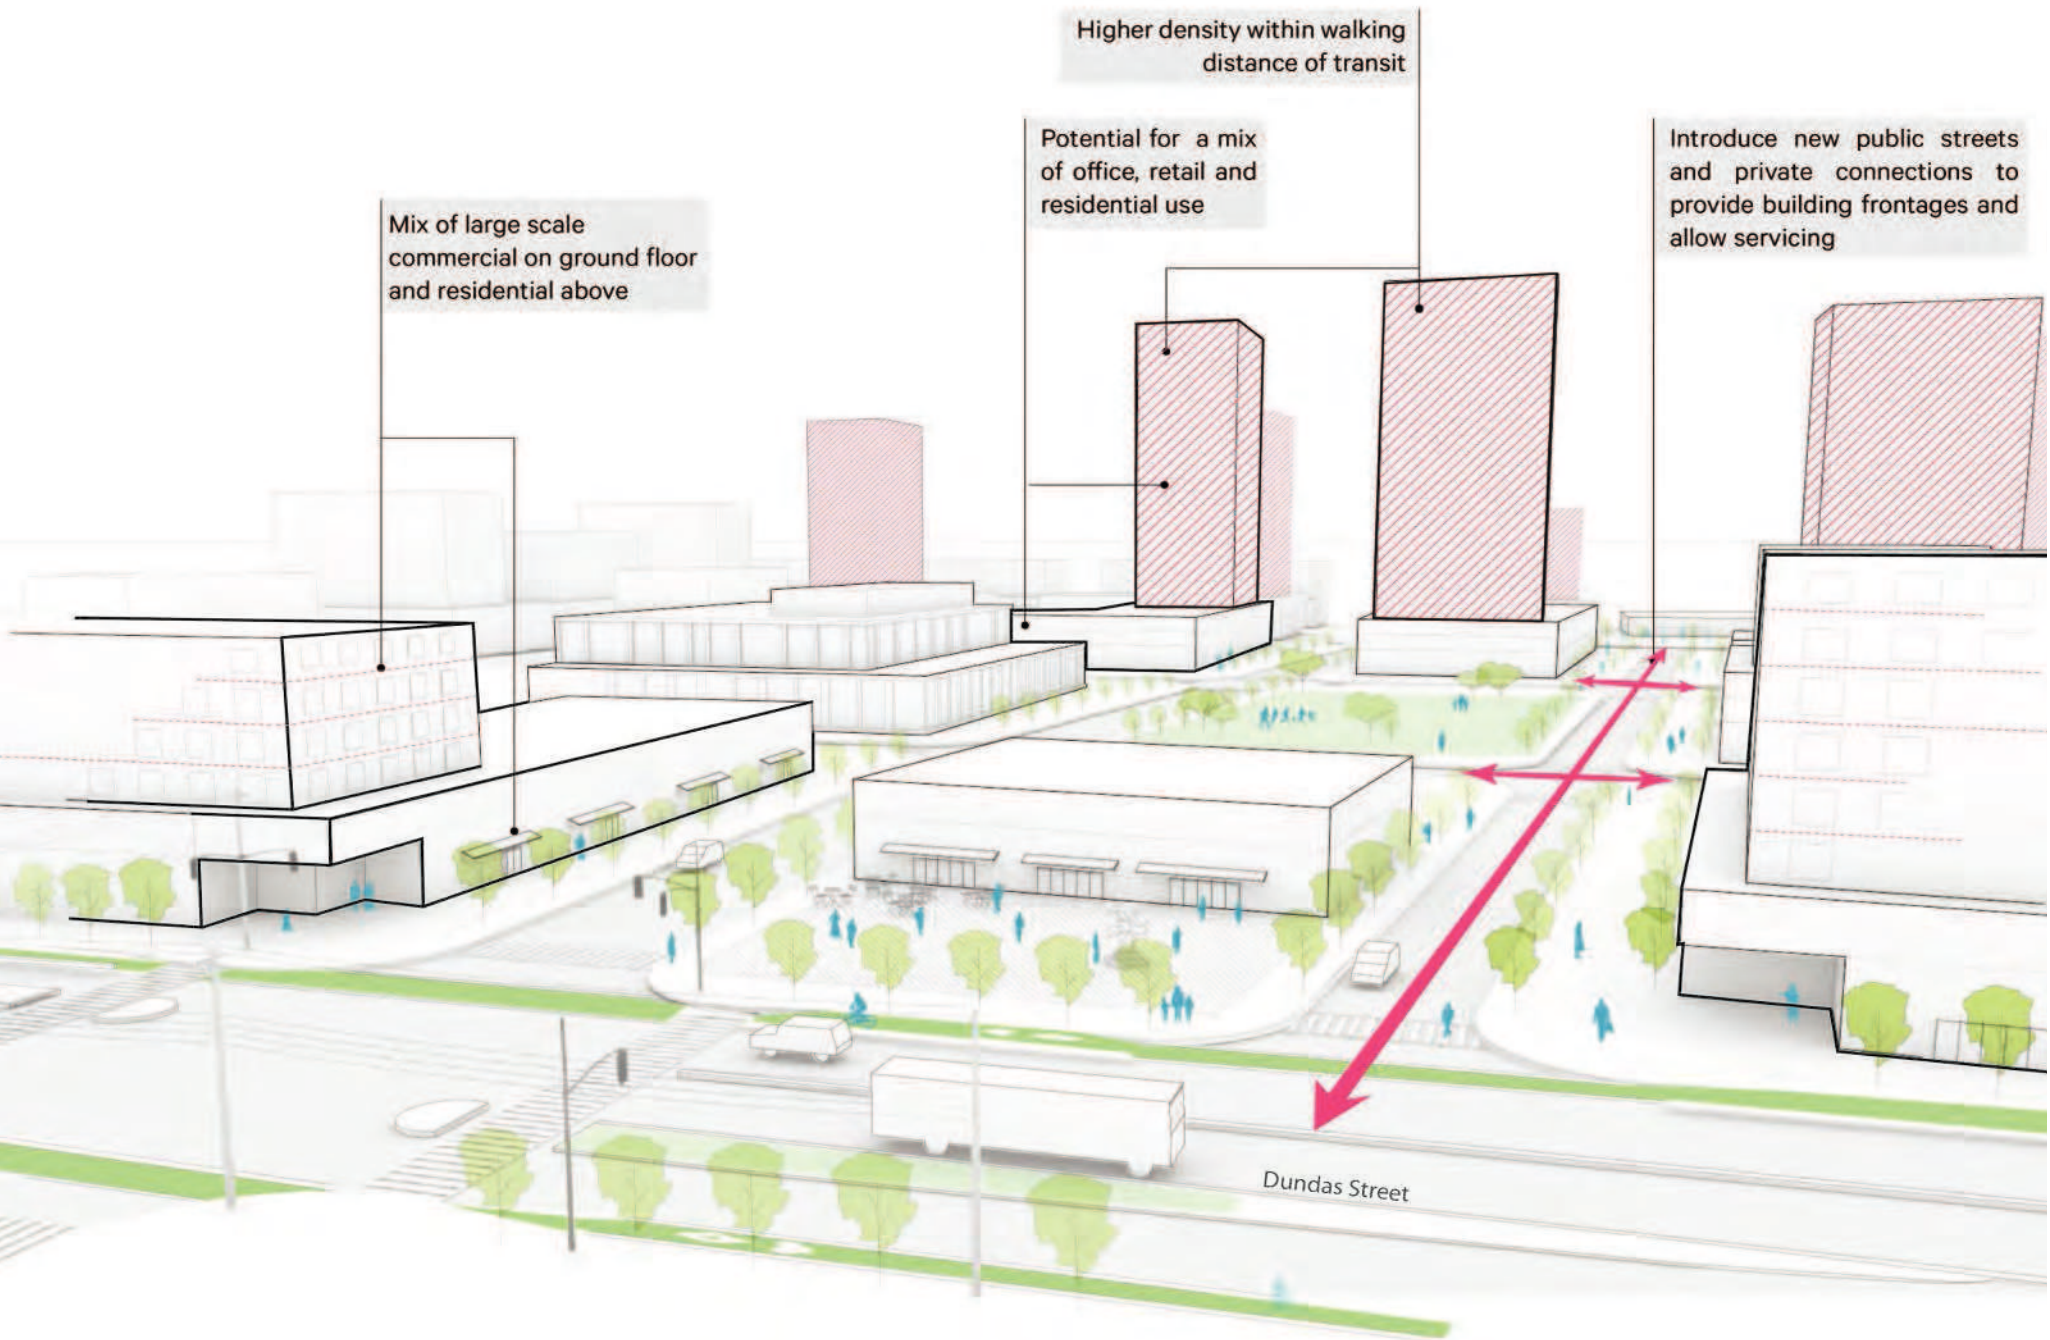 Higher density within walking
distance of transit
Potential for a mix
of office, retail and
residential use
Introduce new public streets
and private connections to
provide building frontages and
allow servicing
Mix of large scale
commercial on ground floor
and residential above
Dundas Street